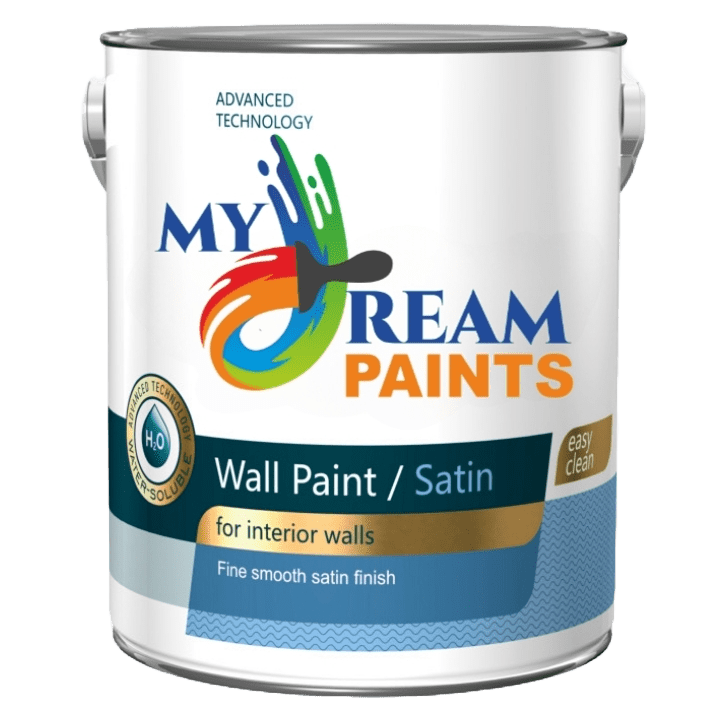 ADVANCED
TECHNOLOGY
MY DREAM
PAINTS
ADVANCED TECHNOLOGY
H2O
WATER-SOLUBLE
easy
clean
Wall Paint / Satin
for interior walls
Fine smooth satin finish